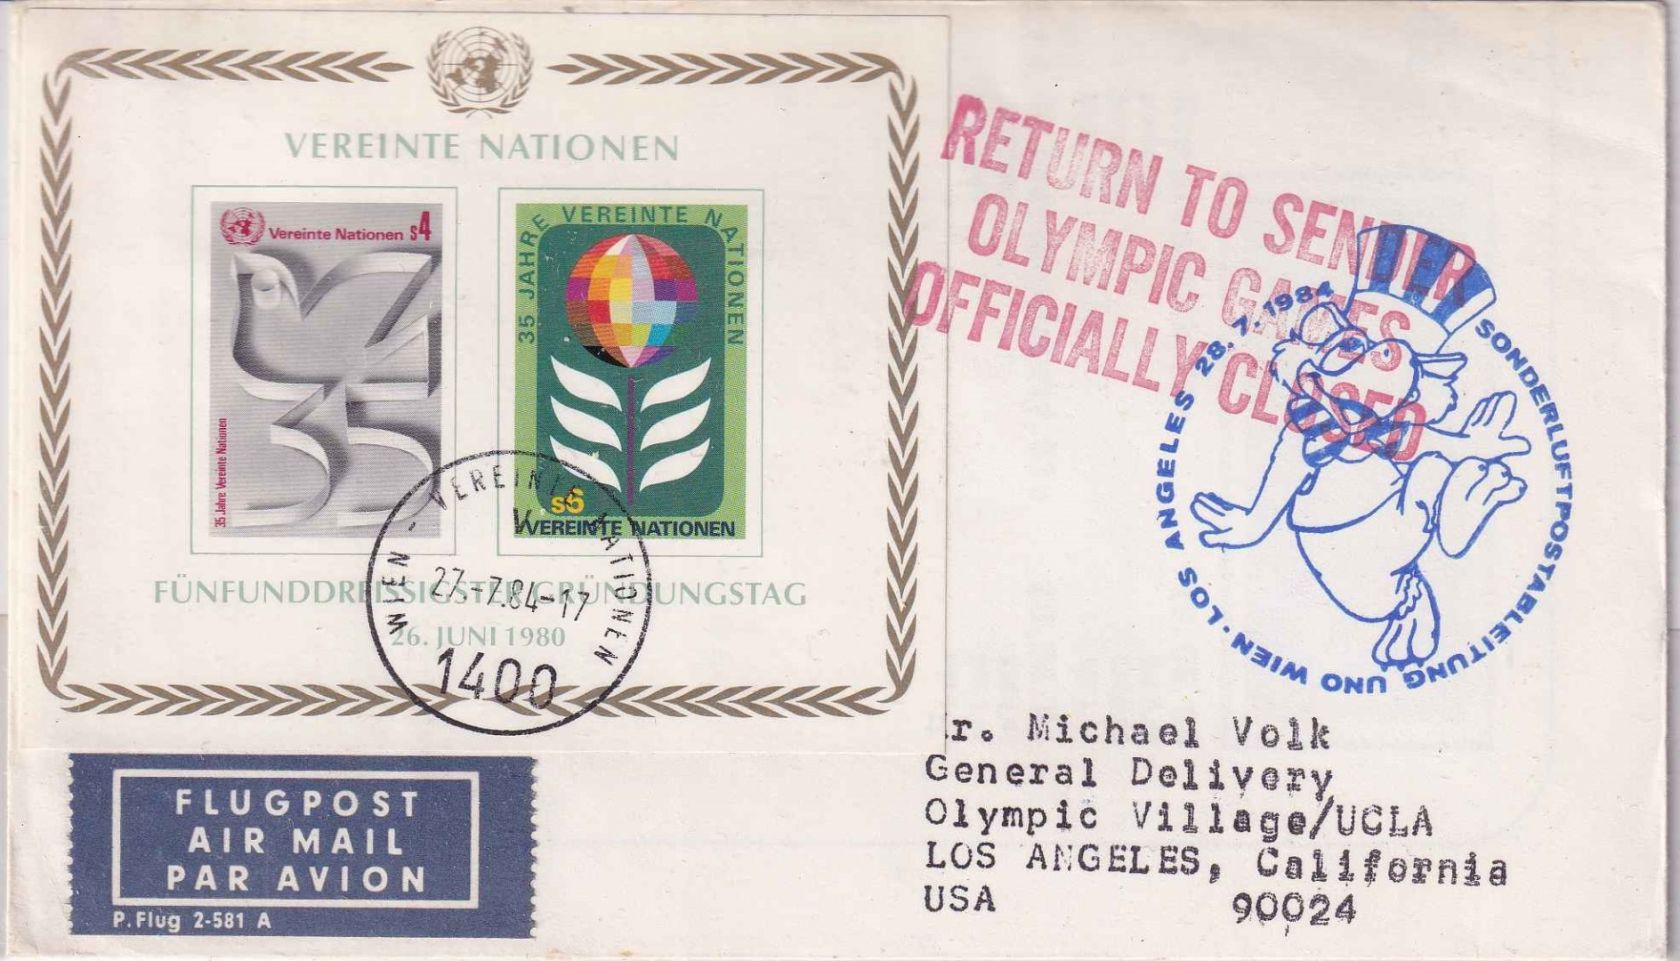 VEREINTE NATIONEN
Vereinte Nationen S4
35 Jahre Vereinte Nationen
35 JAHRE VEREINTE NATIONEN
S6
VEREINTE NATIONEN
FÜNFUNDDREISSIGSTER GRÜNDUNGSTAG
26. JUNI 1980
WIEN - VEREINTE NATIONEN
27.-7.84-17
1400
RETURN TO SENDER
OLYMPIC GAMES
OFFICIALLY CLOSED
SONDERLUFTPOSTABLEITUNG UNO WIEN · LOS ANGELES 28.7.1984
FLUGPOST
AIR MAIL
PAR AVION
P.Flug 2-581 A
r. Michael Volk
General Delivery
Olympic Village/UCLA
LOS ANGELES, California
USA 90024